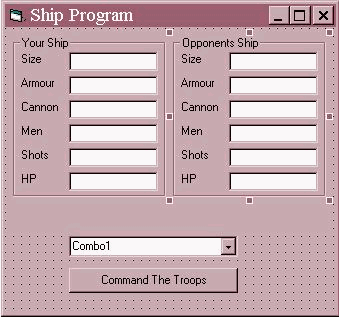 Ship Program
Your Ship
Size
Armour
Cannon
Men
Shots
HP
Opponents Ship
Size
Armour
Cannon
Men
Shots
HP
Combo1
Command The Troops